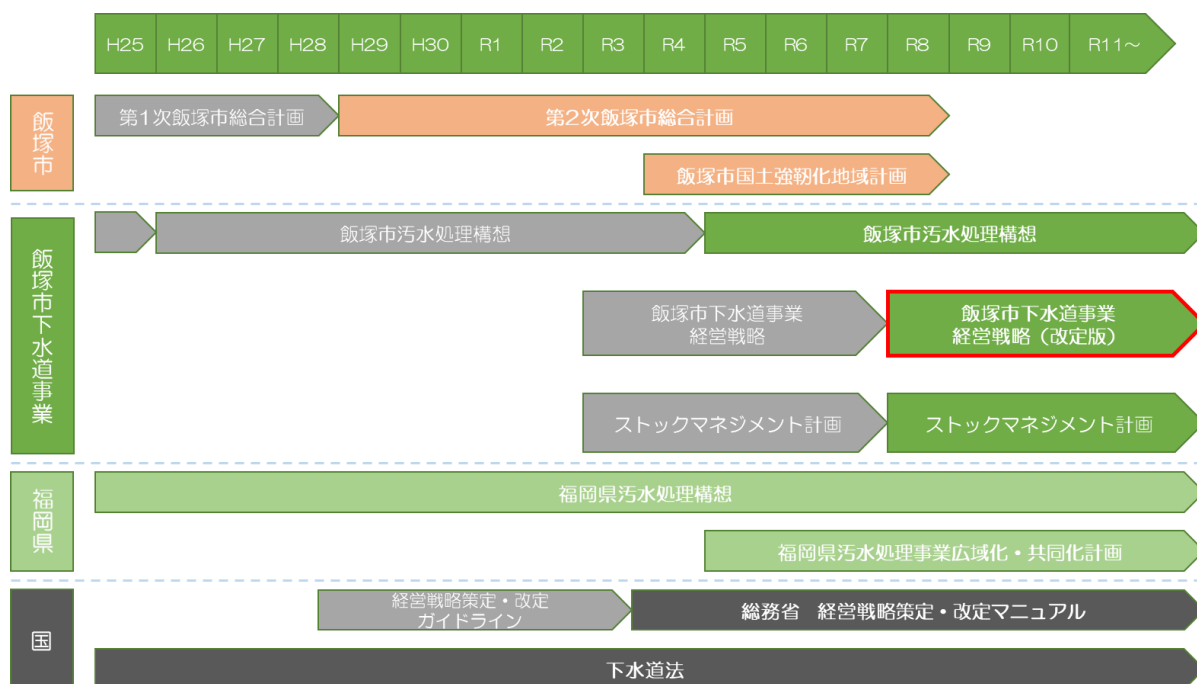 H25 H26 H27 H28 H29 H30 R1 R2 R3 R4 R5 R6 R7 R8 R9 R10 R11～
飯塚市
第1次飯塚市総合計画
第2次飯塚市総合計画
飯塚市国土強靱化地域計画
飯塚市下水道事業
飯塚市汚水処理構想
飯塚市汚水処理構想
飯塚市下水道事業
経営戦略
飯塚市下水道事業
経営戦略（改定版）
ストックマネジメント計画
ストックマネジメント計画
福岡県
福岡県汚水処理構想
福岡県汚水処理事業広域化・共同化計画
国
経営戦略策定・改定
ガイドライン
総務省　経営戦略策定・改定マニュアル
下水道法